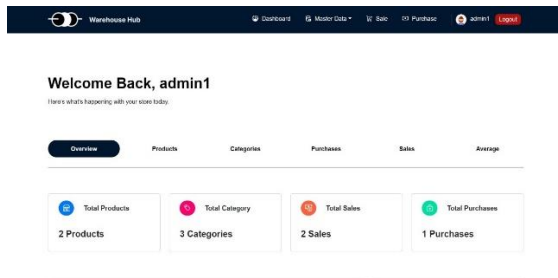 Warehouse Hub Dashboard Master Data Sale Purchase admin1 Logout
Welcome Back, admin1
Here's what's happening with your store today.
Overview Products Categories Purchases Sales Average
Total Products Total Category Total Sales Total Purchases
2 Products 3 Categories 2 Sales 1 Purchases